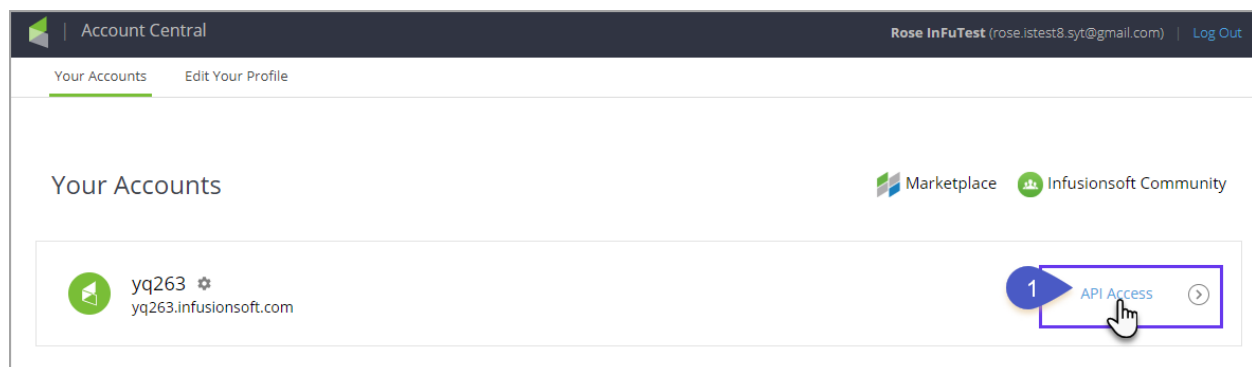 Account Central
Rose InFuTest (rose.istest8.syt@gmail.com) | Log Out
Your Accounts Edit Your Profile
Your Accounts
Marketplace Infusionsoft Community
yq263
1 API Access
yq263.infusionsoft.com